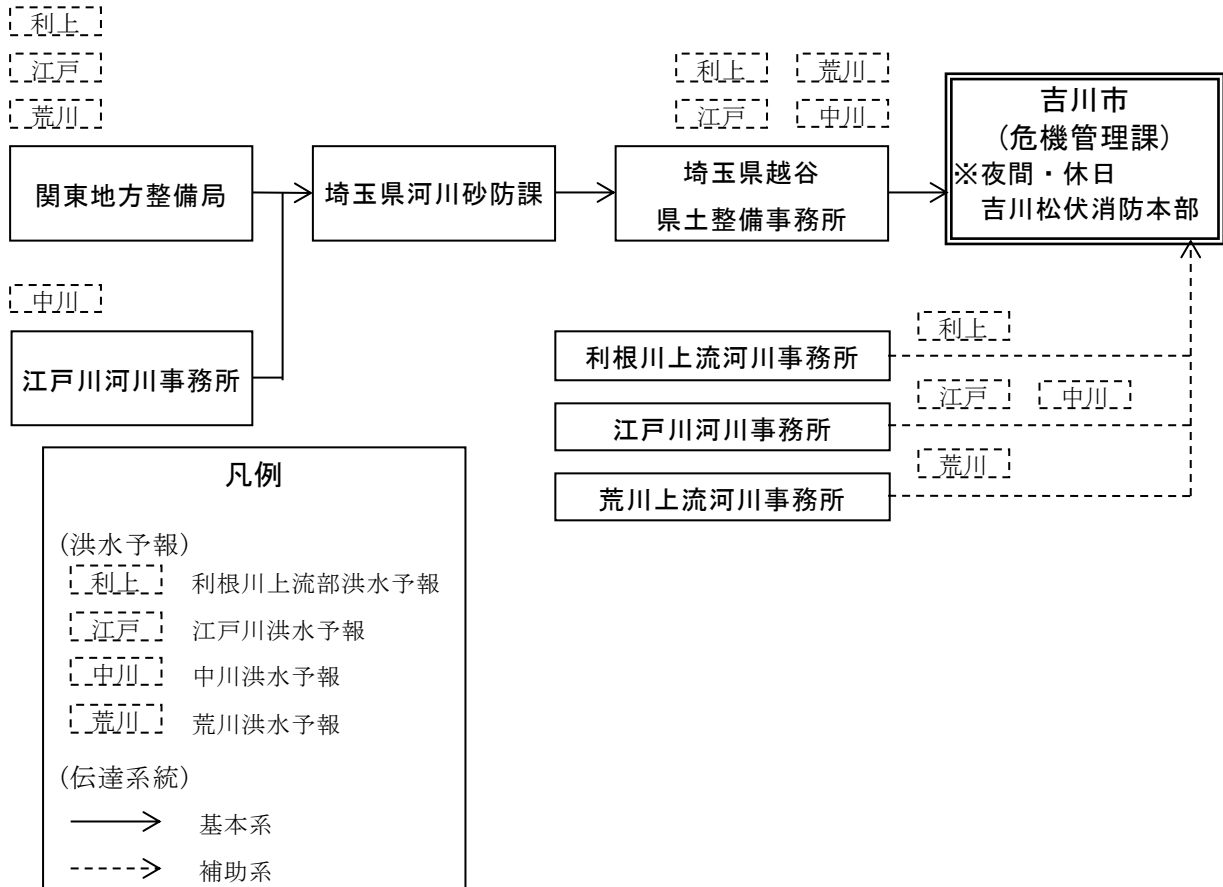 利上
江戸
荒川
関東地方整備局
埼玉県河川砂防課
利上 荒川
江戸 中川
埼玉県越谷
県土整備事務所
吉川市
(危機管理課)
※夜間・休日
吉川松伏消防本部
中川
江戸川河川事務所
利根川上流河川事務所
利上
江戸川河川事務所
江戸 中川
荒川上流河川事務所
荒川
凡例
(洪水予報)
利上 利根川上流部洪水予報
江戸 江戸川洪水予報
中川 中川洪水予報
荒川 荒川洪水予報
(伝達系統)
基本系
補助系